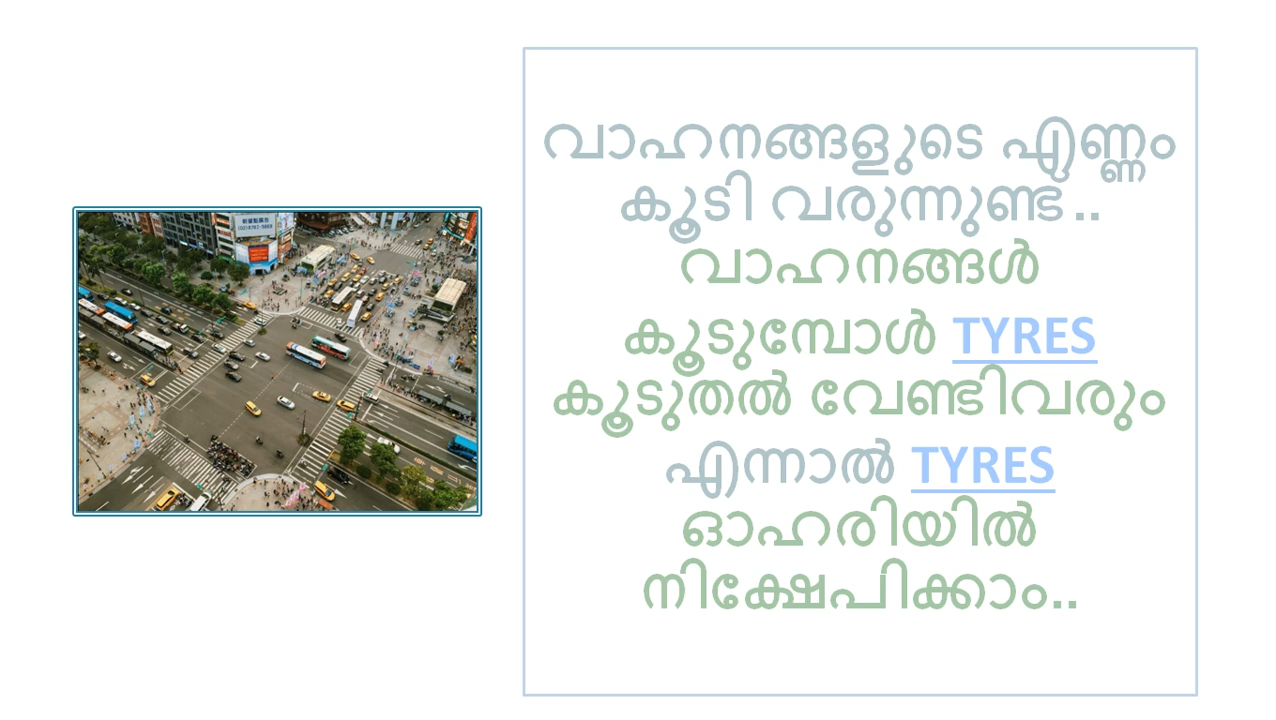 വാഹനങ്ങളുടെ എണ്ണം
കൂടി വരുന്നുണ്ട് ..
വാഹനങ്ങൾ
കൂടുമ്പോൾ TYRES
കൂടുതൽ വേണ്ടിവരും
എന്നാൽ TYRES
ഓഹരിയിൽ
നിക്ഷേപിക്കാം..